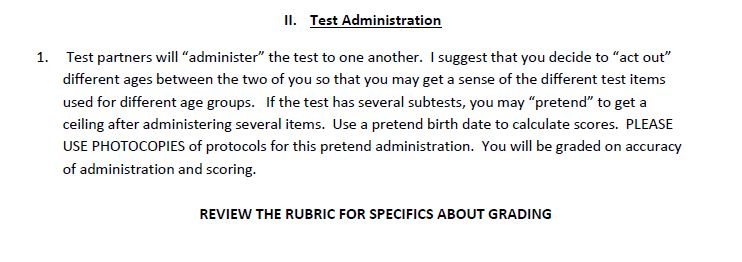 II. Test Administration
1. Test partners will “administer” the test to one another. I suggest that you decide to “act out”
different ages between the two of you so that you may get a sense of the different test items
used for different age groups. If the test has several subtests, you may “pretend” to get a
ceiling after administering several items. Use a pretend birth date to calculate scores. PLEASE
USE PHOTOCOPIES of protocols for this pretend administration. You will be graded on accuracy
of administration and scoring.
REVIEW THE RUBRIC FOR SPECIFICS ABOUT GRADING